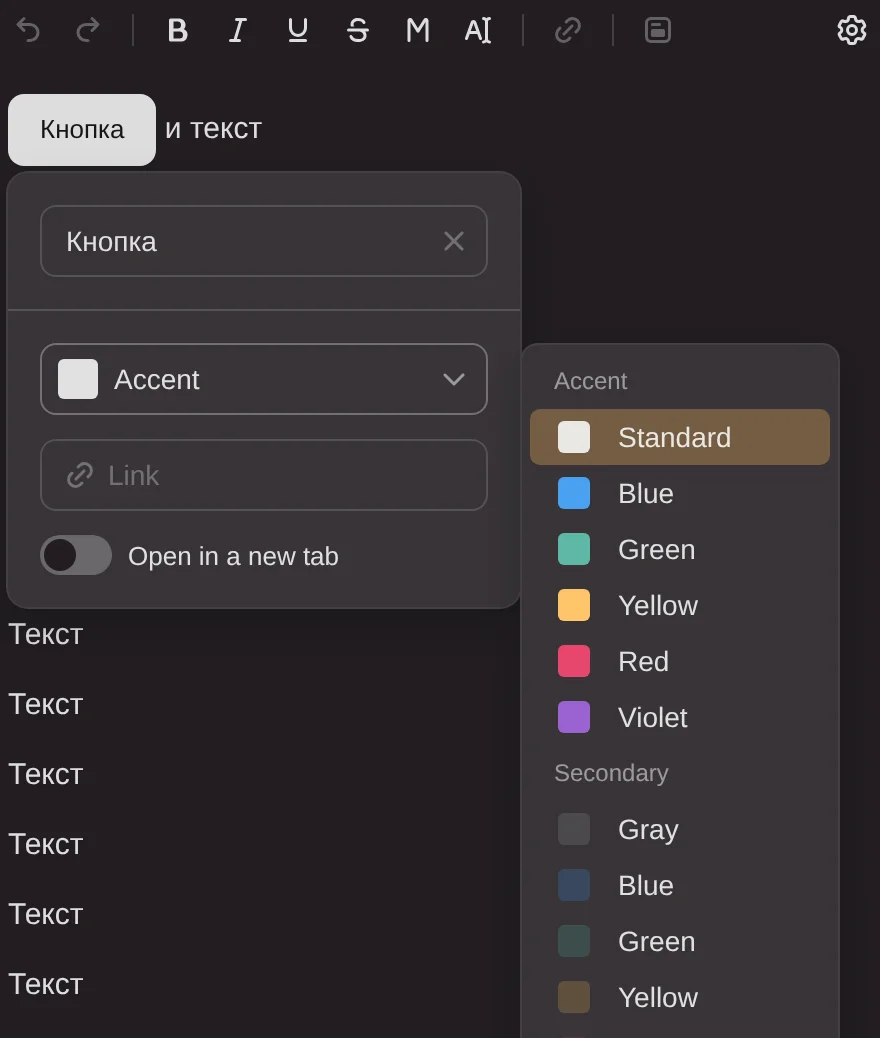 B I U S M AI
Кнопка и текст
Кнопка
Accent
Link
Open in a new tab
Accent
Standard
Blue
Green
Yellow
Red
Violet
Secondary
Gray
Blue
Green
Yellow
Текст
Текст
Текст
Текст
Текст
Текст